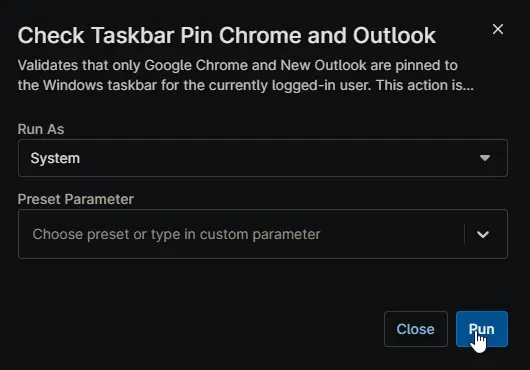 Check Taskbar Pin Chrome and Outlook
Validates that only Google Chrome and New Outlook are pinned to
the Windows taskbar for the currently logged-in user. This action is...
Run As
System
Preset Parameter
Choose preset or type in custom parameter
Close
Run